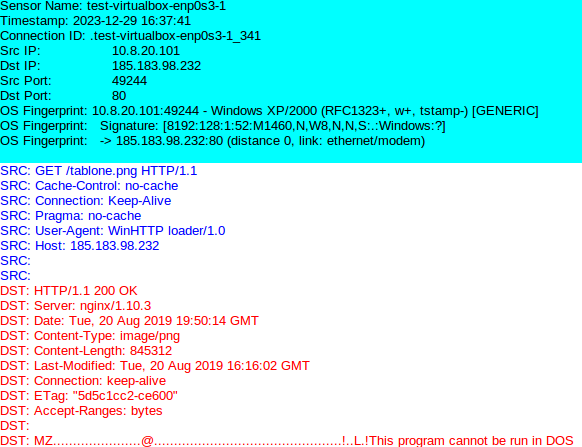 Sensor Name: test-virtualbox-enp0s3-1
Timestamp: 2023-12-29 16:37:41
Connection ID: .test-virtualbox-enp0s3-1_341
Src IP: 10.8.20.101
Dst IP: 185.183.98.232
Src Port: 49244
Dst Port: 80
OS Fingerprint: 10.8.20.101:49244 - Windows XP/2000 (RFC1323+, w+, tstamp-) [GENERIC]
OS Fingerprint: Signature: [8192:128:1:52:M1460,N,W8,N,N,S:.:Windows:?]
OS Fingerprint: -> 185.183.98.232:80 (distance 0, link: ethernet/modem)
SRC: GET /tablone.png HTTP/1.1
SRC: Cache-Control: no-cache
SRC: Connection: Keep-Alive
SRC: Pragma: no-cache
SRC: User-Agent: WinHTTP loader/1.0
SRC: Host: 185.183.98.232
SRC:
SRC:
DST: HTTP/1.1 200 OK
DST: Server: nginx/1.10.3
DST: Date: Tue, 20 Aug 2019 19:50:14 GMT
DST: Content-Type: image/png
DST: Content-Length: 845312
DST: Last-Modified: Tue, 20 Aug 2019 16:16:02 GMT
DST: Connection: keep-alive
DST: ETag: "5d5c1cc2-ce600"
DST: Accept-Ranges: bytes
DST:
DST: MZ......................@...............................................!..L.!This program cannot be run in DOS